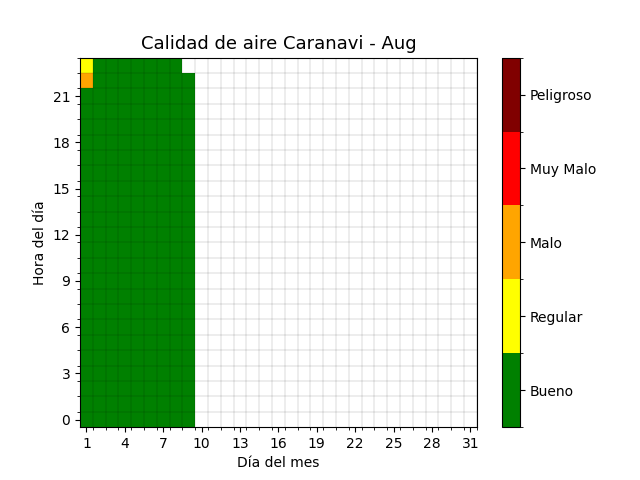 Calidad de aire Caranavi - Aug
Hora del día
21
18
15
12
9
6
3
0
1 4 7 10 13 16 19 22 25 28 31
Día del mes
Peligroso
Muy Malo
Malo
Regular
Bueno